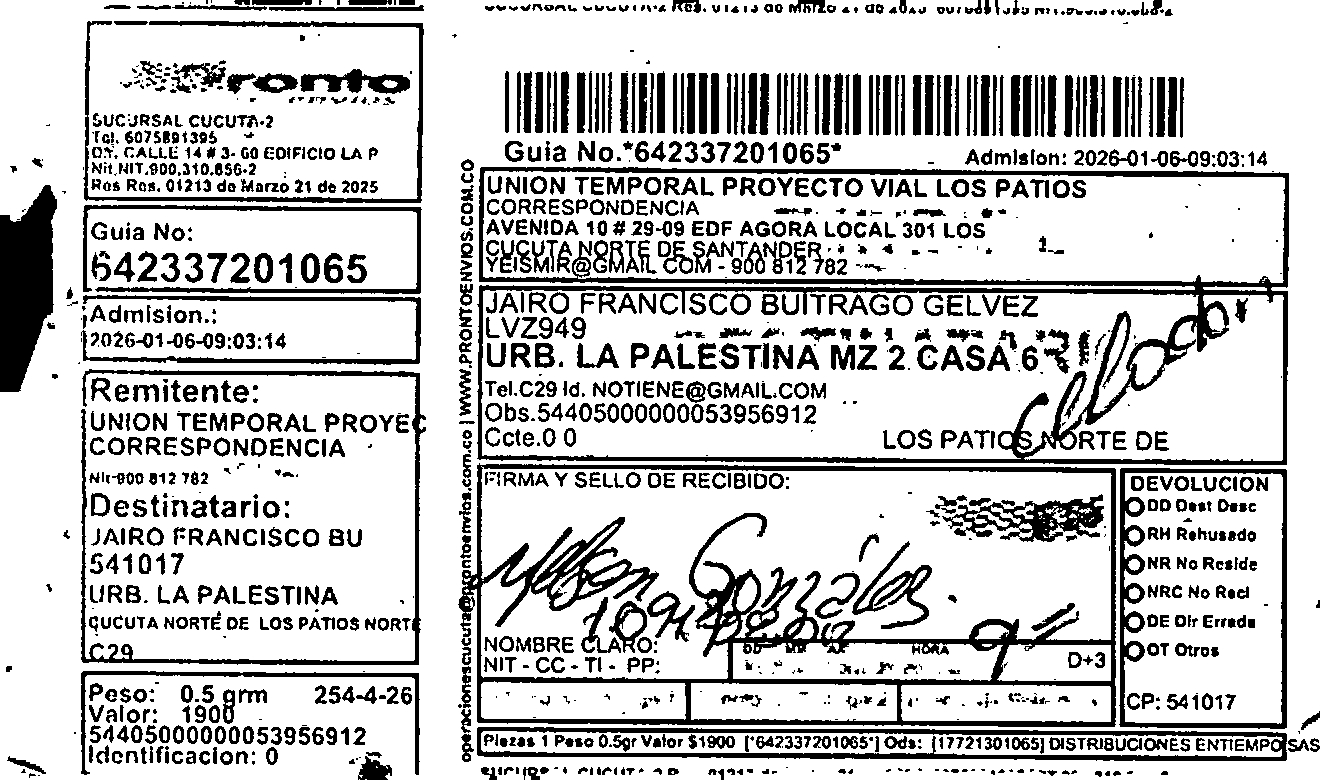 ronto
SUCURSAL CUCUTA-2
Tel. 6075891395
DY. CALLE 14 # 3- 60 EDIFICIO LA P
Nit.NIT.900.310.856-2
Res Res. 01213 de Marzo 21 de 2025
Guia No:
642337201065
Admision.:
2026-01-06-09:03:14
Remitente:
UNION TEMPORAL PROYEC
CORRESPONDENCIA
Nit-900 812 782
Destinatario:
JAIRO FRANCISCO BU
541017
URB. LA PALESTINA
CUCUTA NORTE DE LOS PATIOS NORTE
C29
Peso: 0.5 grm 254-4-26
Valor: 1900
54405000000053956912
Identificacion: 0
operacionescucuta@prontoenvios.com.co | WWW.PRONTOENVIOS.COM.CO
Guia No.*642337201065*
Admision: 2026-01-06-09:03:14
UNION TEMPORAL PROYECTO VIAL LOS PATIOS
CORRESPONDENCIA
AVENIDA 10 # 29-09 EDF AGORA LOCAL 301 LOS
CUCUTA NORTE DE SANTANDER
YEISMIR@GMAIL COM - 900 812 782
JAIRO FRANCISCO BUITRAGO GELVEZ
LVZ949
URB. LA PALESTINA MZ 2 CASA 6
Tel.C29 Id. NOTIENE@GMAIL.COM
Obs.54405000000053956912
Ccte.0 0
LOS PATIOS NORTE DE
FIRMA Y SELLO DE RECIBIDO:
González
NOMBRE CLARO:
NIT - CC - TI - PP:
HORA
D+3
DEVOLUCION
DD Dest Desc
RH Rehusado
NR No Reside
NRC No Recl
DE Dir Errada
OT Otros
CP: 541017
Piezas 1 Peso 0.5gr Valor $1900 [*642337201065*] Ods: [17721301065] DISTRIBUCIONES ENTIEMPO SAS